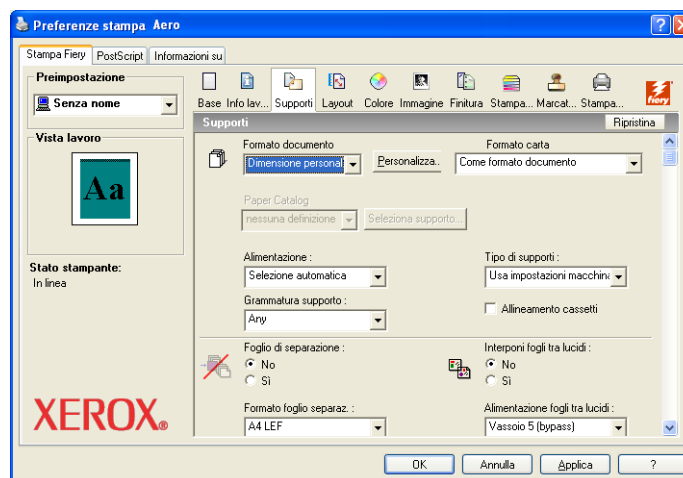 Preferenze stampa Aero
Stampa Fiery PostScript Informazioni su
Preimpostazione
Senza nome
Vista lavoro
Aa
Stato stampante:
In linea
XEROX®
Base Info lav... Supporti Layout Colore Immagine Finitura Stampa... Marcat... Stampa...
fiery
Supporti Ripristina
Formato documento Formato carta
Dimensione personal Personalizza.. Come formato documento
Paper Catalog
nessuna definizione Seleziona supporto...
Alimentazione : Tipo di supporti :
Selezione automatica Usa impostazioni macchina
Grammatura supporto :
Any Allineamento cassetti
Foglio di separazione : Interponi fogli tra lucidi :
No No
Sì Sì
Formato foglio separaz. : Alimentazione fogli tra lucidi :
A4 LEF Vassoio 5 (bypass)
OK Annulla Applica ?